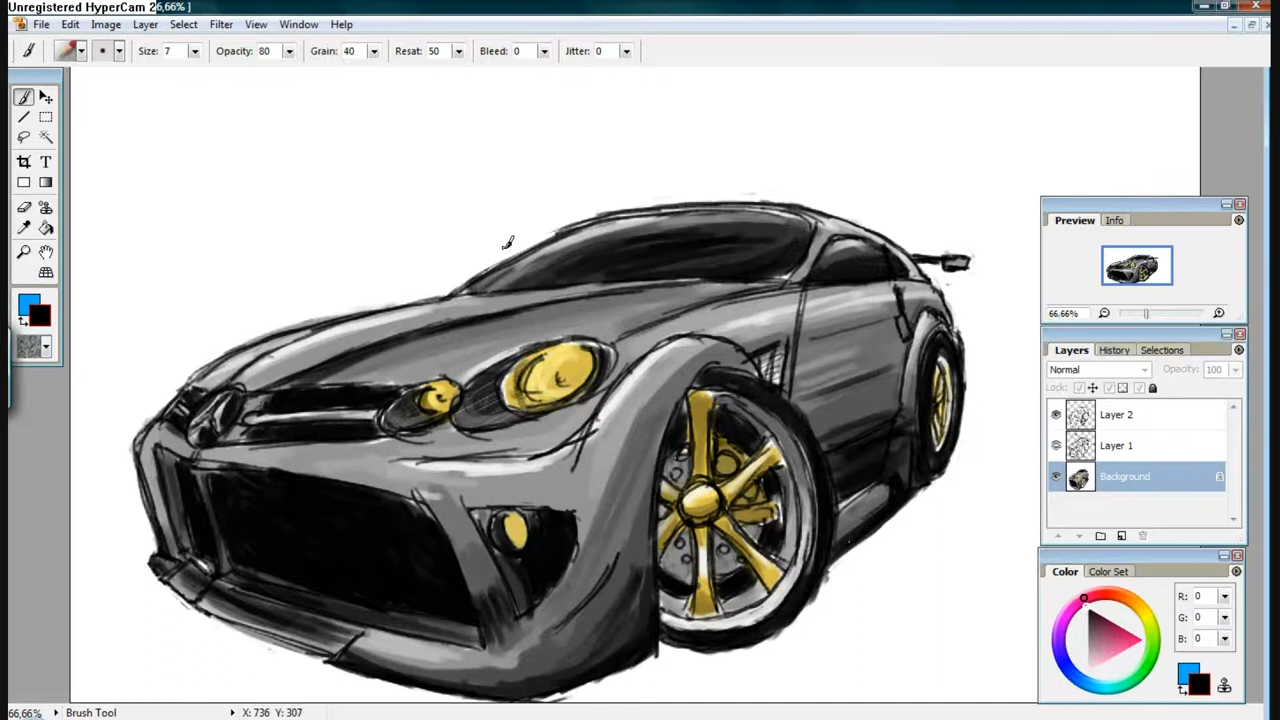 Unregistered HyperCam 2 6,66% ]
File Edit Image Layer Select Filter View Window Help
Size: 7 Opacity: 80 Grain: 40 Resat: 50 Bleed: 0 Jitter: 0
Preview Info
66.66%
Layers History Selections
Normal Opacity: 100
Lock:
Layer 2
Layer 1
Background
Color Color Set
R: 0
G: 0
B: 0
66,66% Brush Tool X: 736 Y: 307